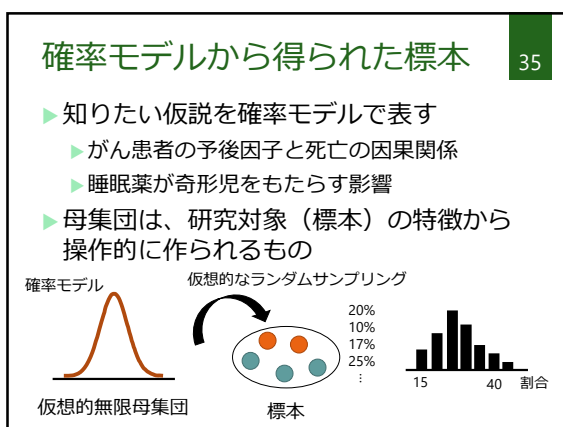 確率モデルから得られた標本
35
知りたい仮説を確率モデルで表す
がん患者の予後因子と死亡の因果関係
睡眠薬が奇形児をもたらす影響
母集団は、研究対象（標本）の特徴から
操作的に作られるもの
確率モデル
仮想的なランダムサンプリング
20%
10%
17%
25%
⋮
15 40 割合
仮想的無限母集団
標本